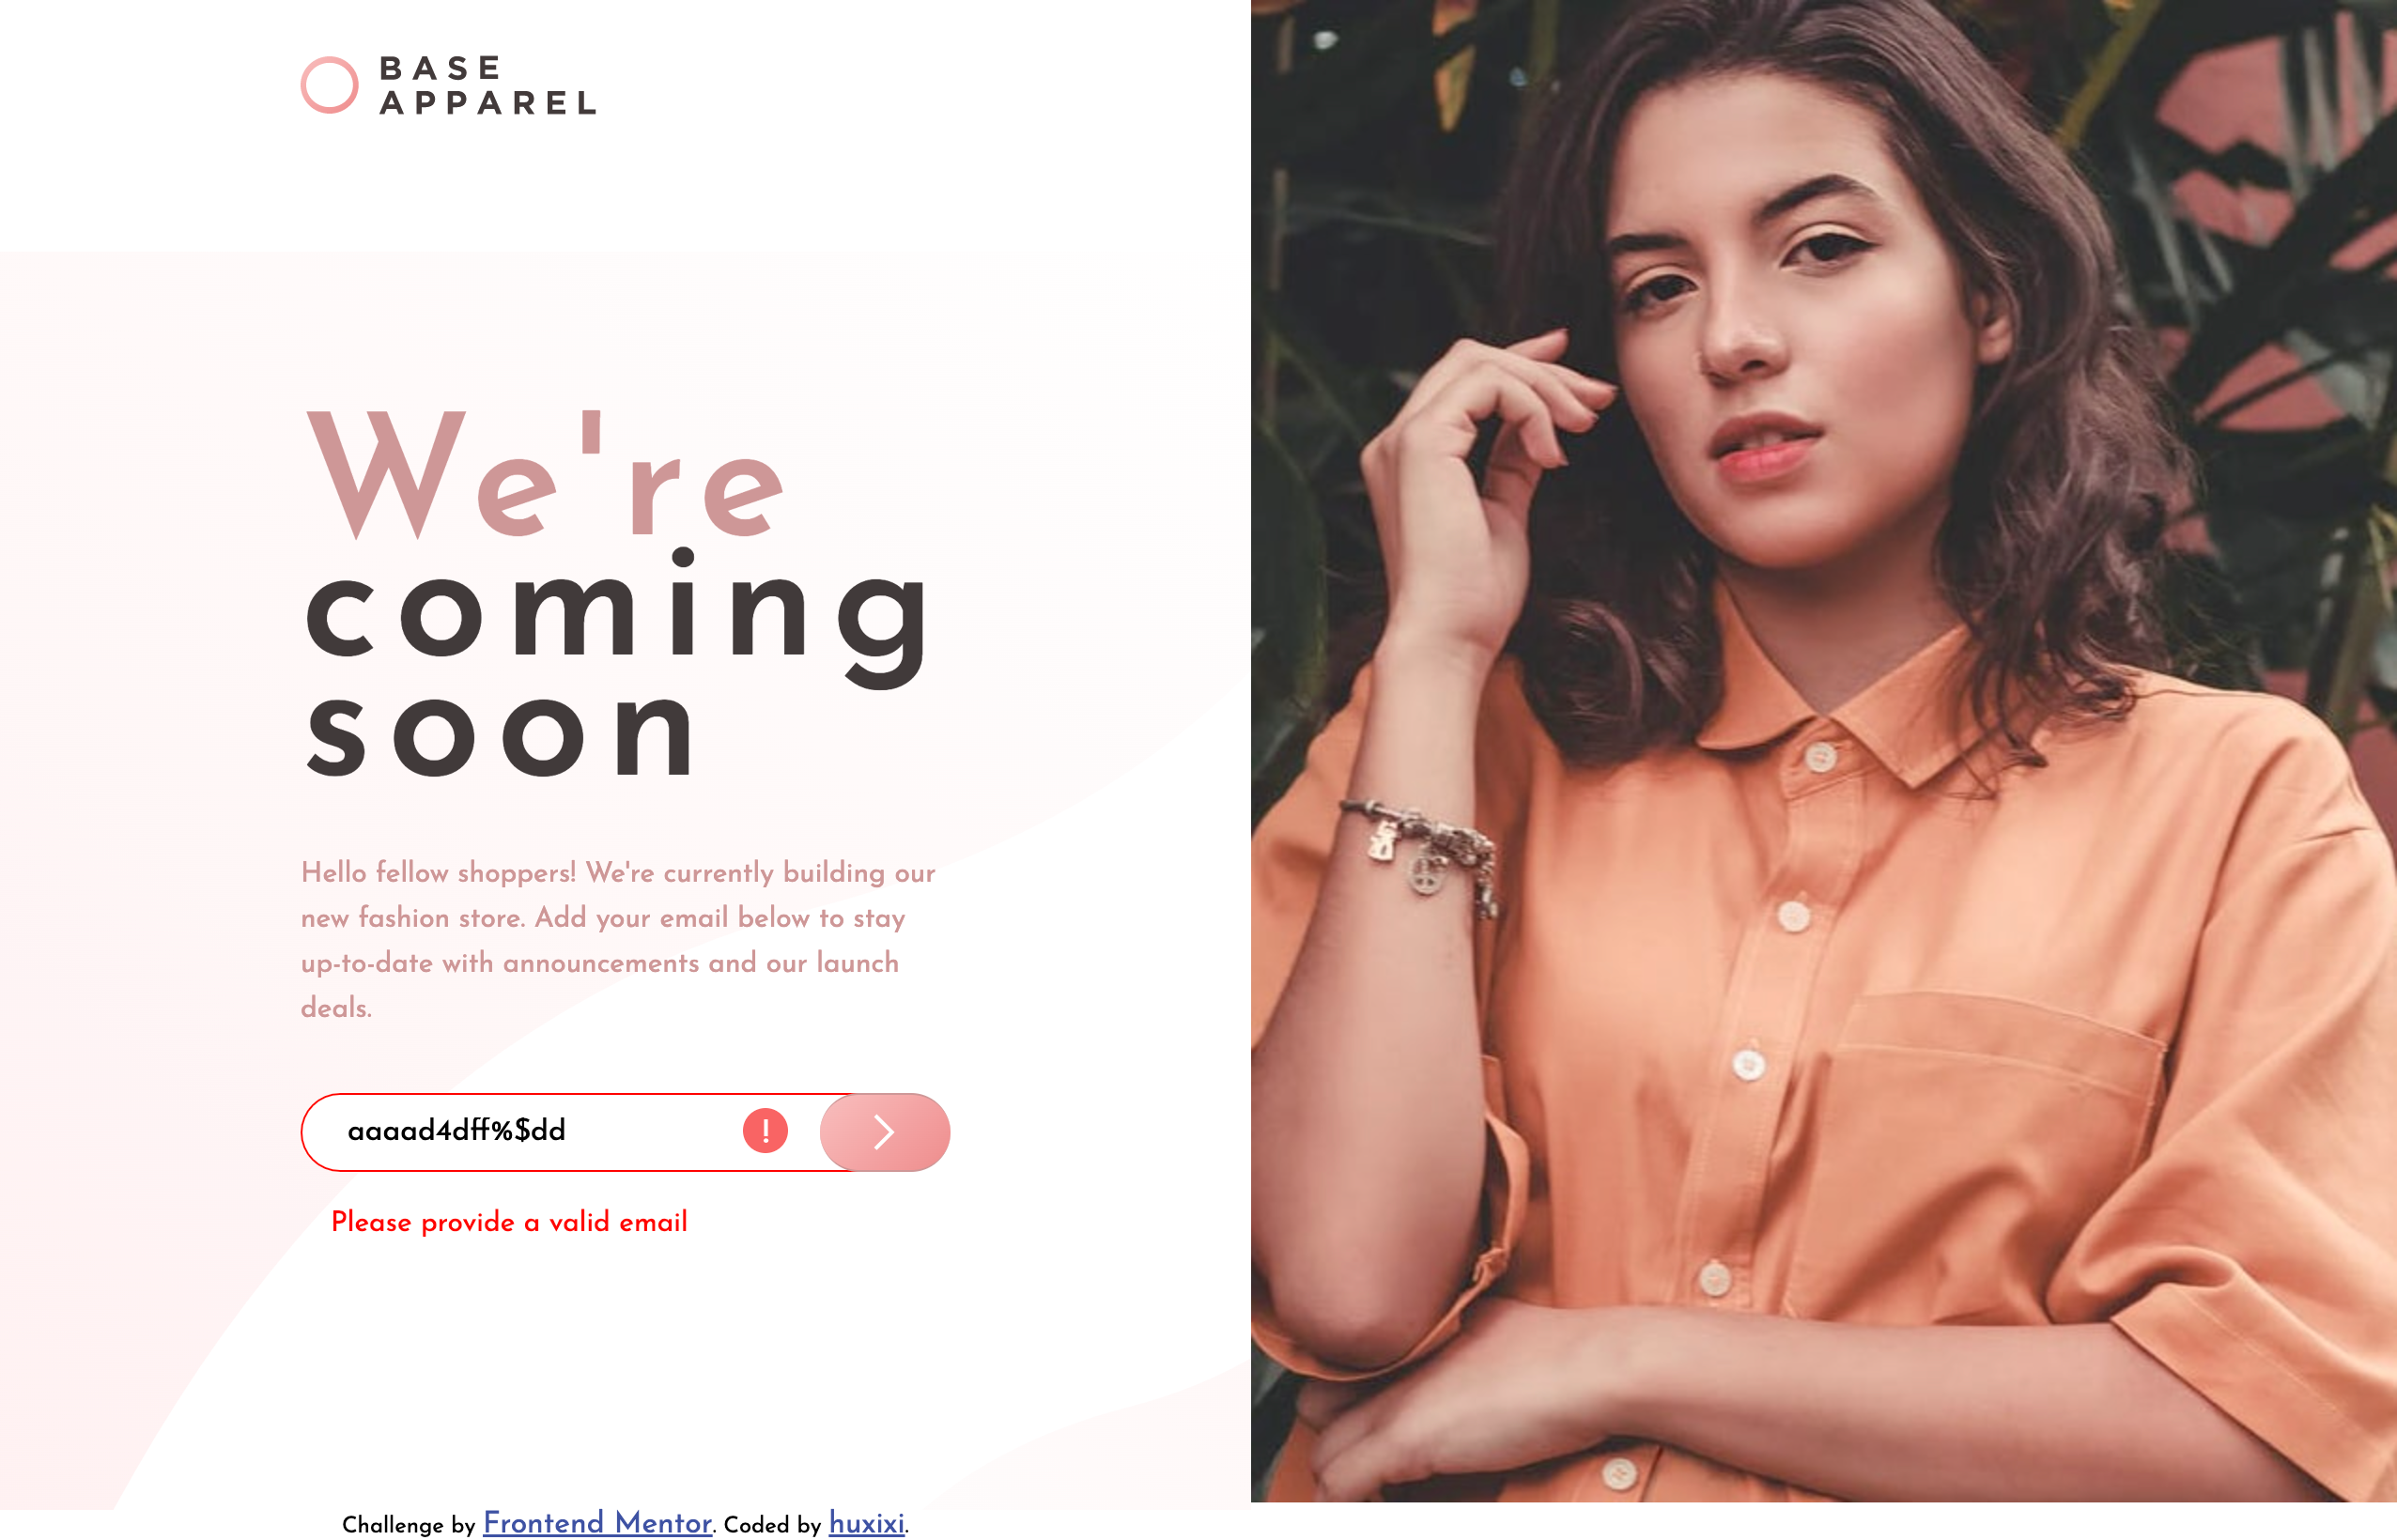 BASE
APPAREL
We're
coming
soon
Hello fellow shoppers! We're currently building our
new fashion store. Add your email below to stay
up-to-date with announcements and our launch
deals.
aaaad4dff%$dd
!
Please provide a valid email
Challenge by Frontend Mentor. Coded by huxixi.